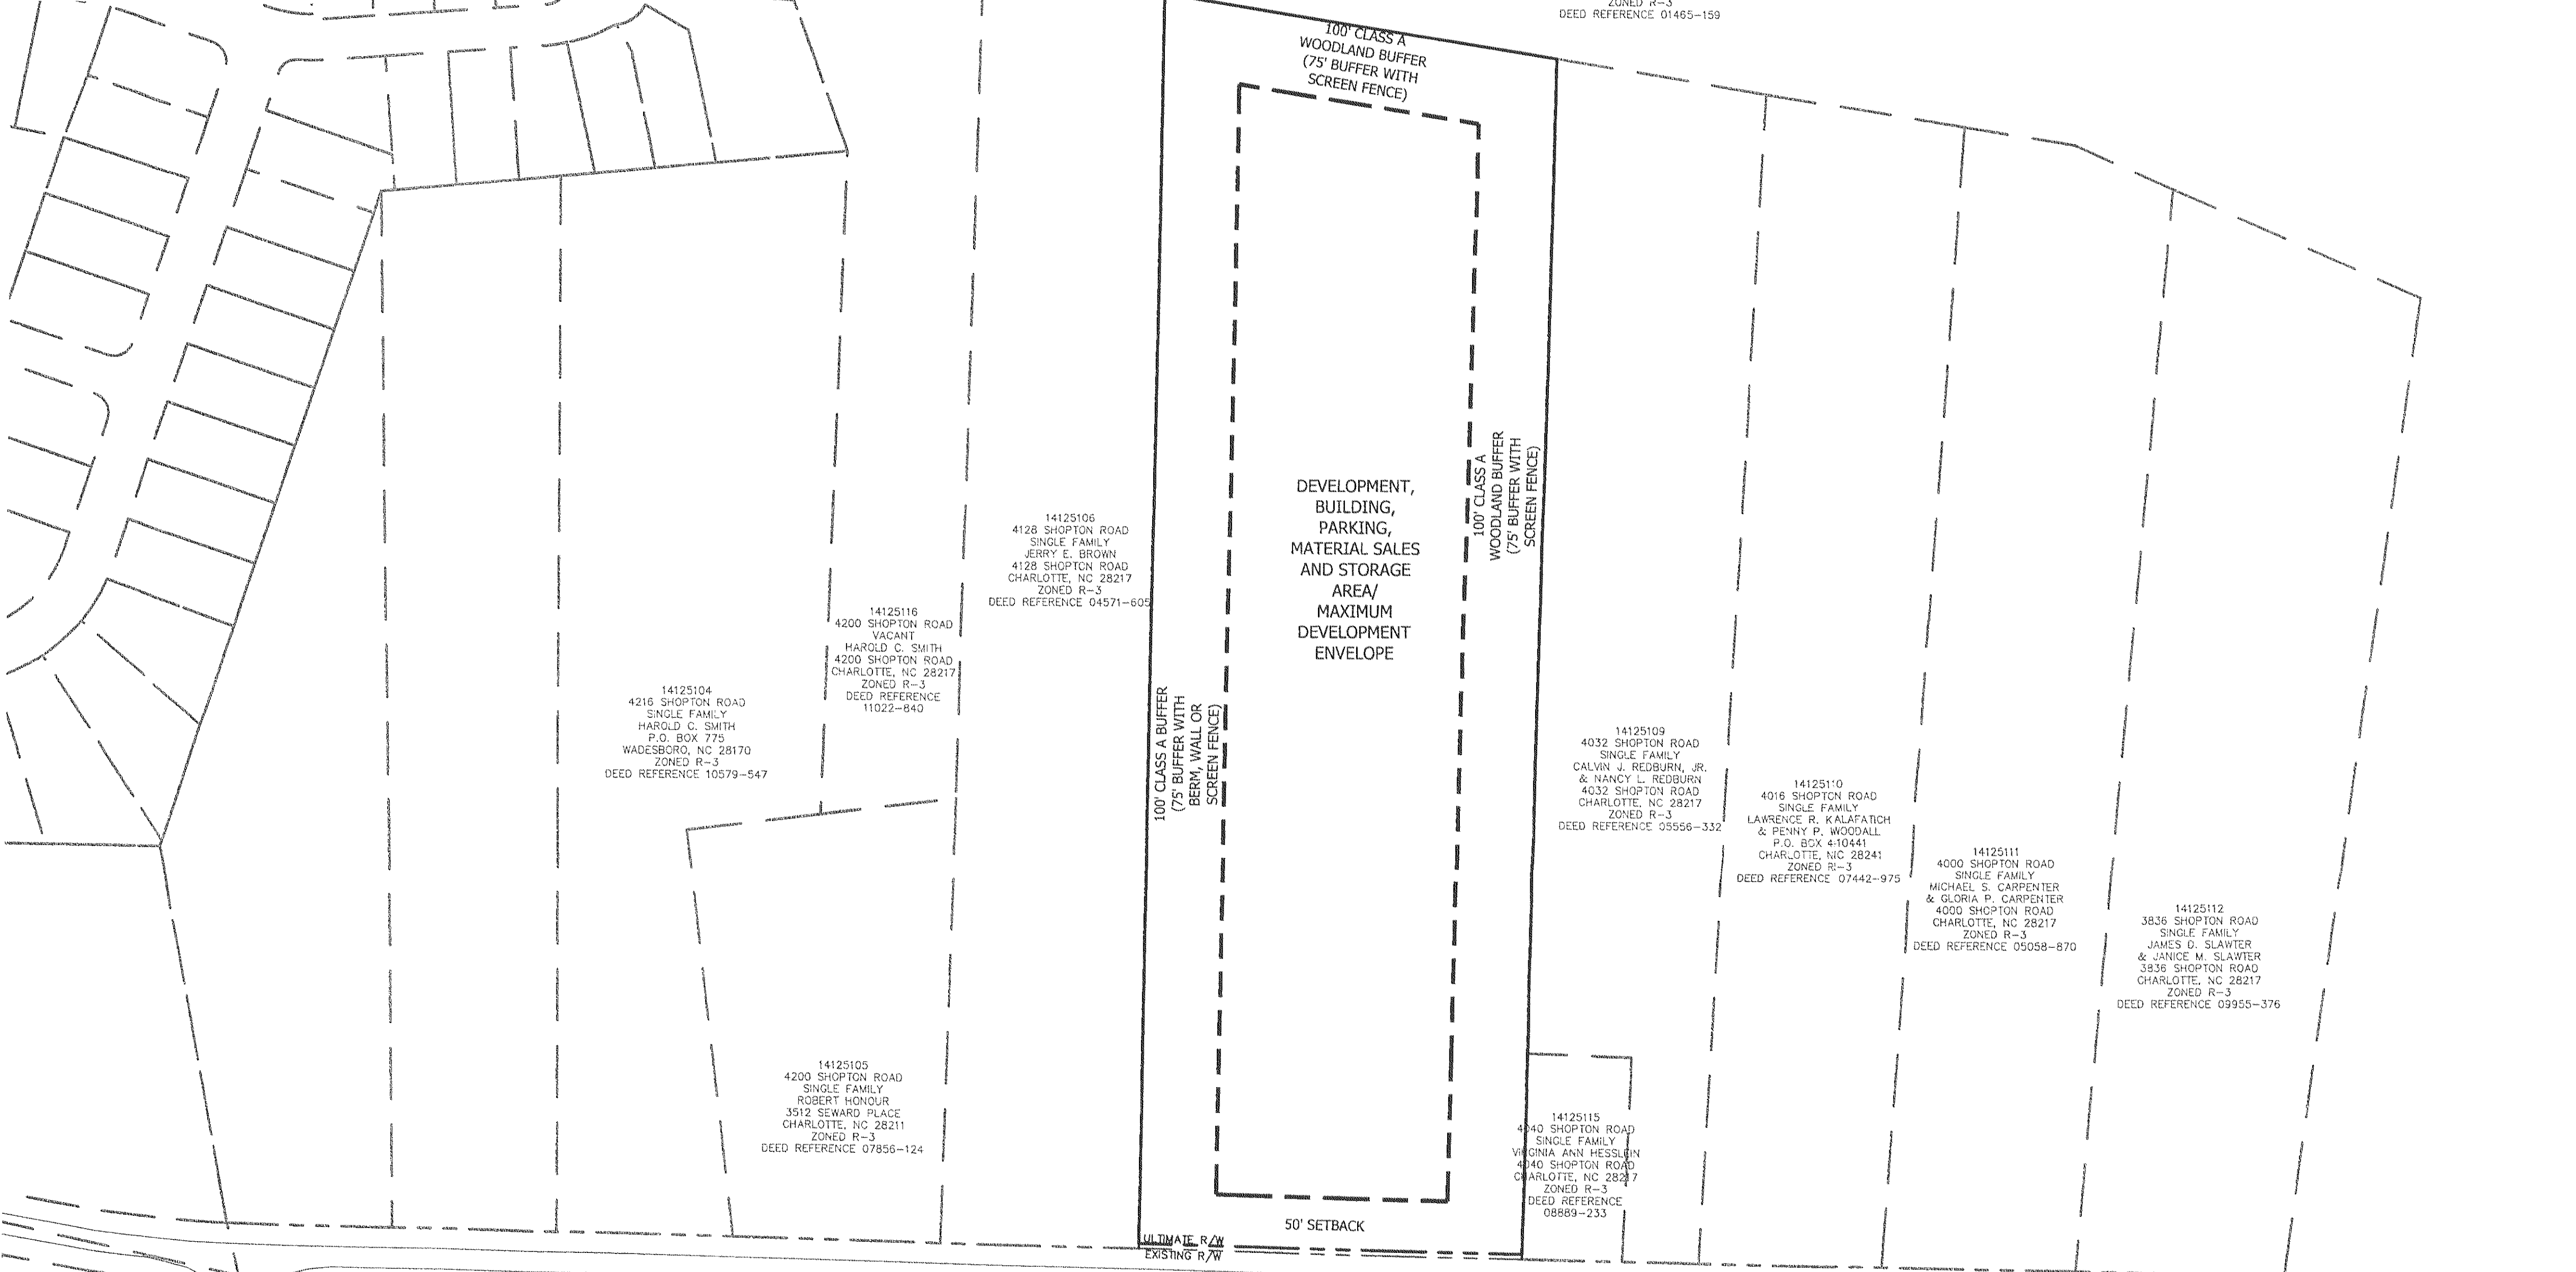 ZONED R-3
DEED REFERENCE 01465-159
100' CLASS A
WOODLAND BUFFER
(75' BUFFER WITH
SCREEN FENCE)
DEVELOPMENT,
BUILDING,
PARKING,
MATERIAL SALES
AND STORAGE
AREA/
MAXIMUM
DEVELOPMENT
ENVELOPE
100' CLASS A
WOODLAND BUFFER
(75' BUFFER WITH
SCREEN FENCE)
14125106
4128 SHOPTON ROAD
SINGLE FAMILY
JERRY E. BROWN
4128 SHOPTON ROAD
CHARLOTTE, NC 28217
ZONED R-3
DEED REFERENCE 04571-605
14125116
4200 SHOPTON ROAD
VACANT
HAROLD C. SMITH
4200 SHOPTON ROAD
CHARLOTTE, NC 28217
ZONED R-3
DEED REFERENCE
11022-840
14125104
4216 SHOPTON ROAD
SINGLE FAMILY
HAROLD C. SMITH
P.O. BOX 775
WADESBORO, NC 28170
ZONED R-3
DEED REFERENCE 10579-547
100' CLASS A BUFFER
(75' BUFFER WITH
BERM, WALL OR
SCREEN FENCE)
14125109
4032 SHOPTON ROAD
SINGLE FAMILY
CALVIN J. REDBURN, JR.
& NANCY L. REDBURN
4032 SHOPTON ROAD
CHARLOTTE, NC 28217
ZONED R-3
DEED REFERENCE 05556-332
14125110
4016 SHOPTON ROAD
SINGLE FAMILY
LAWRENCE R. KALAFATICH
& PENNY P. WOODALL
P.O. BOX 410441
CHARLOTTE, NC 28241
ZONED R-3
DEED REFERENCE 07442-975
14125111
4000 SHOPTON ROAD
SINGLE FAMILY
MICHAEL S. CARPENTER
& GLORIA P. CARPENTER
4000 SHOPTON ROAD
CHARLOTTE, NC 28217
ZONED R-3
DEED REFERENCE 05058-870
14125112
3836 SHOPTON ROAD
SINGLE FAMILY
JAMES D. SLAWTER
& JANICE M. SLAWTER
3836 SHOPTON ROAD
CHARLOTTE, NC 28217
ZONED R-3
DEED REFERENCE 09955-376
14125105
4200 SHOPTON ROAD
SINGLE FAMILY
ROBERT HONOUR
3512 SEWARD PLACE
CHARLOTTE, NC 28211
ZONED R-3
DEED REFERENCE 07856-124
14125115
4040 SHOPTON ROAD
SINGLE FAMILY
VIRGINIA ANN HESSLEIN
4040 SHOPTON ROAD
CHARLOTTE, NC 28217
ZONED R-3
DEED REFERENCE
08889-233
50' SETBACK
ULTIMATE R/W
EXISTING R/W